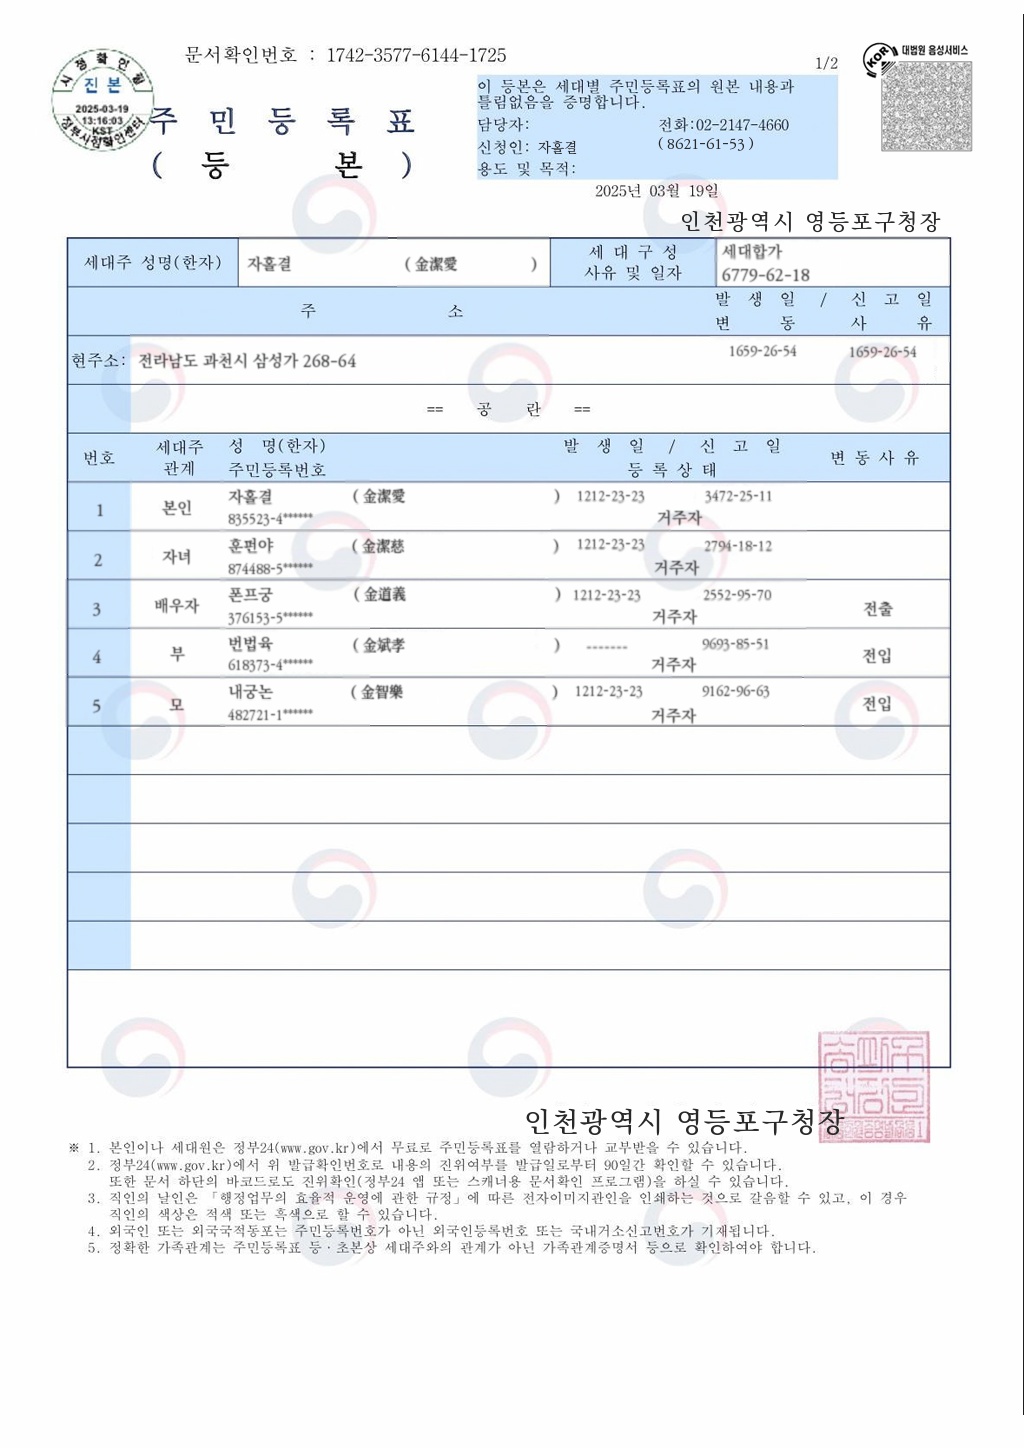 문서확인번호 : 1742-3577-6144-1725
1/2
대법원 음성서비스
KOR
시점확인필
진본
2025-03-19
13:16:03
KST
주 민 등 록 표
( 등 본 )
이 등본은 세대별 주민등록표의 원본 내용과
틀림없음을 증명합니다.
담당자: 전화:02-2147-4660
신청인: 자홀결 (8621-61-53)
용도 및 목적:
2025년 03월 19일
인천광역시 영등포구청장
세대주 성명(한자) 자홀결 (金潔愛 )
세 대 구 성
사유 및 일자
세대합가
6779-62-18
주 소
발 생 일 / 신 고 일
변 동 사 유
현주소: 전라남도 과천시 삼성가 268-64 1659-26-54 1659-26-54
== 공 란 ==
번호 세대주
관계
성 명(한자)
주민등록번호
발 생 일 / 신 고 일
등 록 상 태
변 동 사 유
1 본인 자홀결 (金潔愛 ) 1212-23-23 3472-25-11
835523-4****** 거주자
2 자녀 훈펀야 (金潔慈 ) 1212-23-23 2794-18-12
874488-5****** 거주자
3 배우자 폰프궁 (金道義 ) 1212-23-23 2552-95-70
376153-5****** 거주자 전출
4 부 번법육 (金斌孝 ) ------- 9693-85-51
618373-4****** 거주자 전입
5 모 내궁논 (金智樂 ) 1212-23-23 9162-96-63
482721-1****** 거주자 전입
인천광역시 영등포구청장
※ 1. 본인이나 세대원은 정부24(www.gov.kr)에서 무료로 주민등록표를 열람하거나 교부받을 수 있습니다.
2. 정부24(www.gov.kr)에서 위 발급확인번호로 내용의 진위여부를 발급일로부터 90일간 확인할 수 있습니다.
또한 문서 하단의 바코드로도 진위확인(정부24 앱 또는 스캐너용 문서확인 프로그램)을 하실 수 있습니다.
3. 직인의 날인은 「행정업무의 효율적 운영에 관한 규정」에 따른 전자이미지관인을 인쇄하는 것으로 갈음할 수 있고, 이 경우
직인의 색상은 적색 또는 흑색으로 할 수 있습니다.
4. 외국인 또는 외국국적동포는 주민등록번호가 아닌 외국인등록번호 또는 국내거소신고번호가 기재됩니다.
5. 정확한 가족관계는 주민등록표 등·초본상 세대주와의 관계가 아닌 가족관계증명서 등으로 확인하여야 합니다.